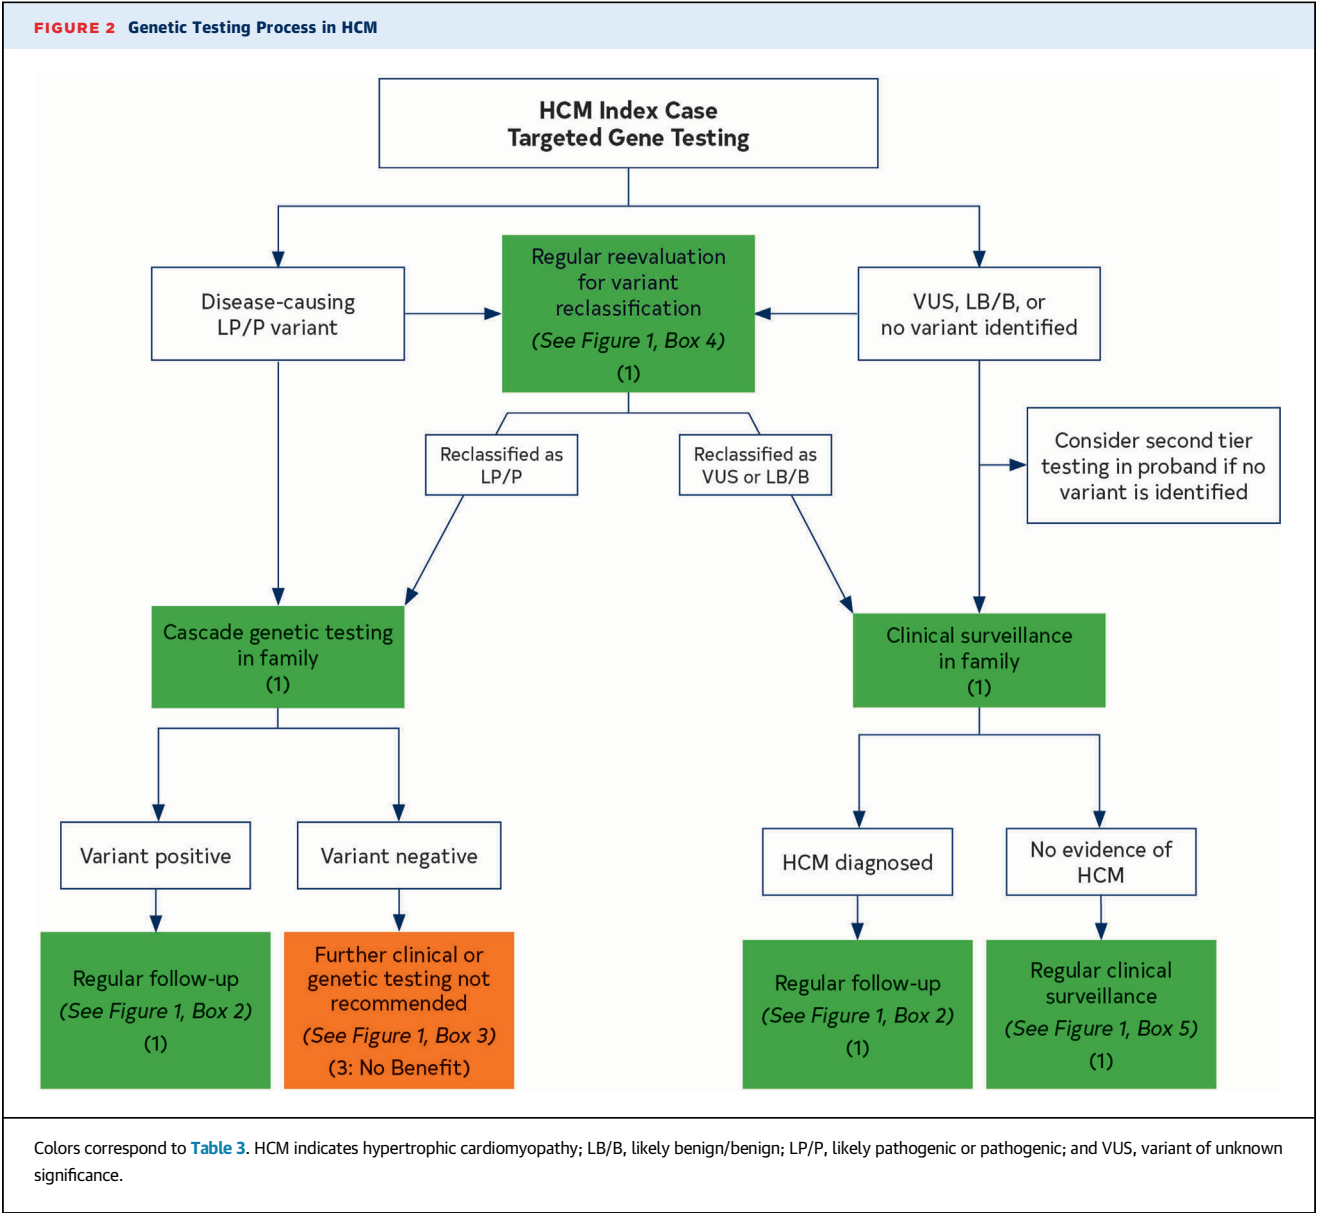 FIGURE 2 Genetic Testing Process in HCM
HCM Index Case
Targeted Gene Testing
Disease-causing
LP/P variant
Regular reevaluation
for variant
reclassification
(See Figure 1, Box 4)
(1)
VUS, LB/B, or
no variant identified
Reclassified as
LP/P
Reclassified as
VUS or LB/B
Consider second tier
testing in proband if no
variant is identified
Cascade genetic testing
in family
(1)
Clinical surveillance
in family
(1)
Variant positive
Variant negative
HCM diagnosed
No evidence of
HCM
Regular follow-up
(See Figure 1, Box 2)
(1)
Further clinical or
genetic testing not
recommended
(See Figure 1, Box 3)
(3: No Benefit)
Regular follow-up
(See Figure 1, Box 2)
(1)
Regular clinical
surveillance
(See Figure 1, Box 5)
(1)
Colors correspond to Table 3. HCM indicates hypertrophic cardiomyopathy; LB/B, likely benign/benign; LP/P, likely pathogenic or pathogenic; and VUS, variant of unknown
significance.